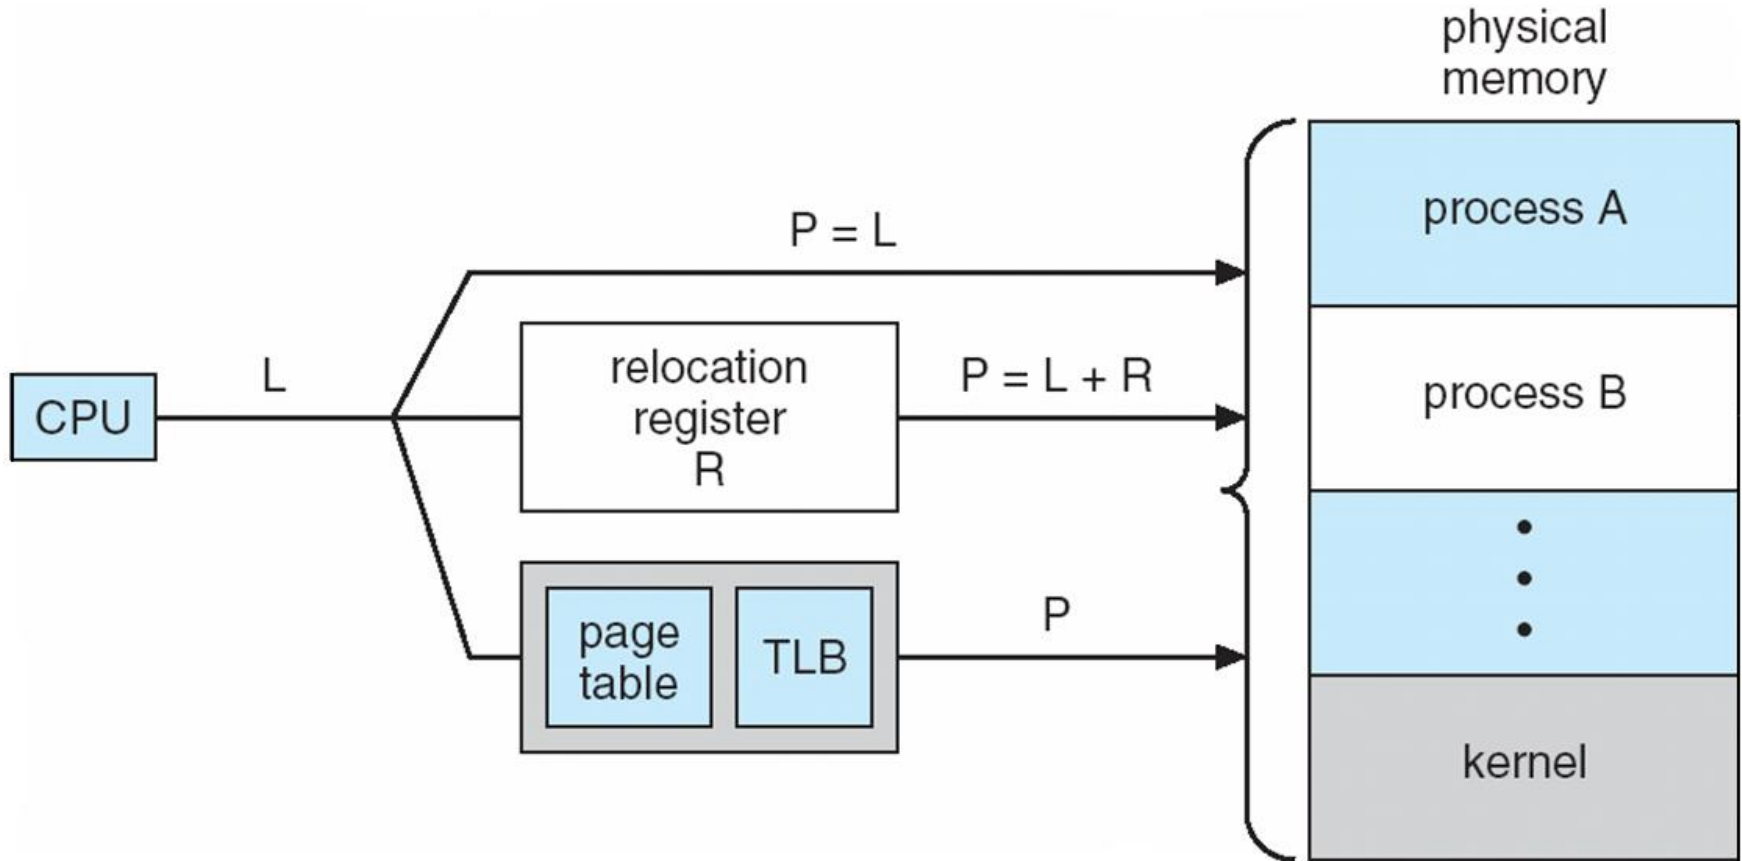 physical
memory
process A
P = L
relocation
register
R
P = L + R
process B
L
CPU
page
table
TLB
P
kernel